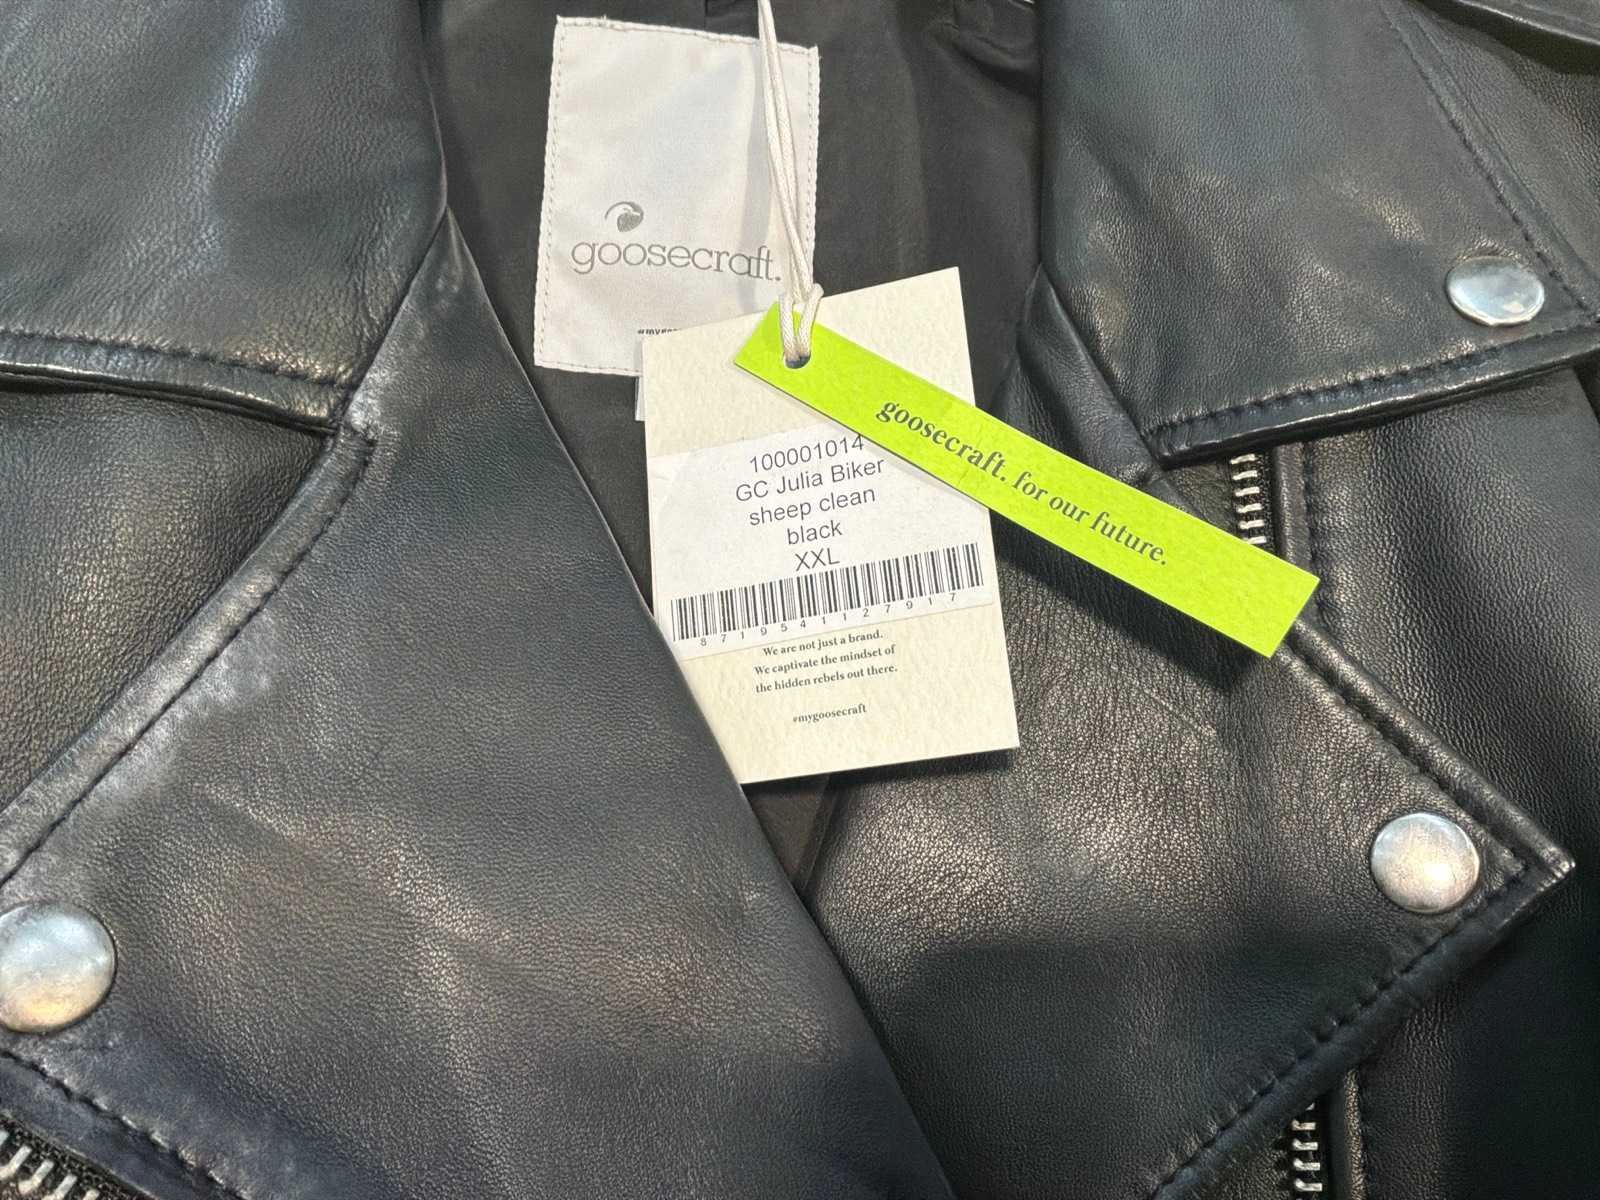 goosecraft.
100001014
GC Julia Biker
sheep clean
black
XXL
8719541127917
We are not just a brand.
We captivate the mindset of
the hidden rebels out there.
#mygoosecraft
goosecraft. for our future.